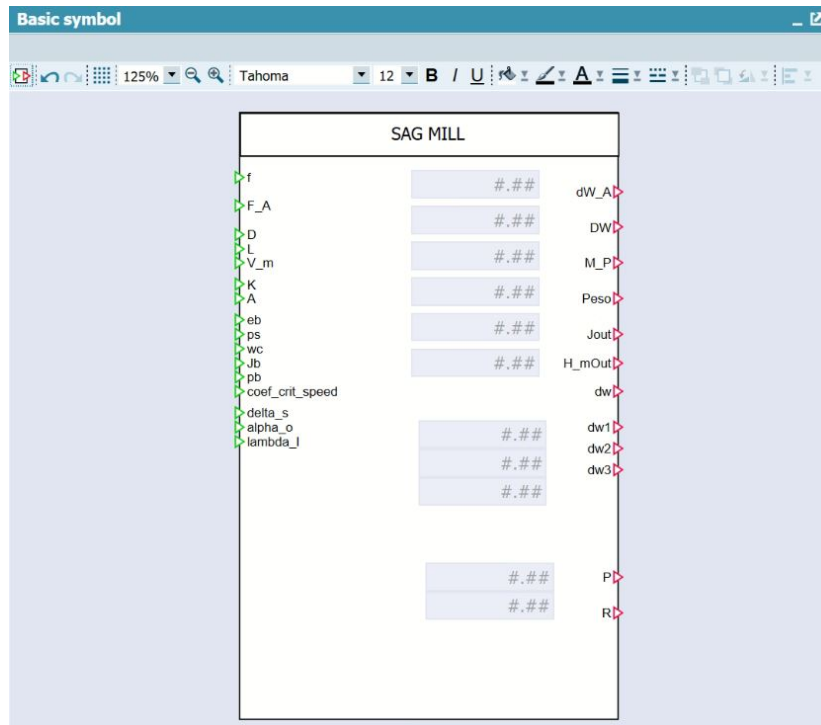 Basic symbol
125% Tahoma 12 B I U A
SAG MILL
f
F_A
D
L
V_m
K
A
eb
ps
wc
Jb
pb
coef_crit_speed
delta_s
alpha_o
lambda_l
#.##
#.##
#.##
#.##
#.##
#.##
#.##
#.##
#.##
#.##
#.##
dW_A
DW
M_P
Peso
Jout
H_mOut
dw
dw1
dw2
dw3
P
R